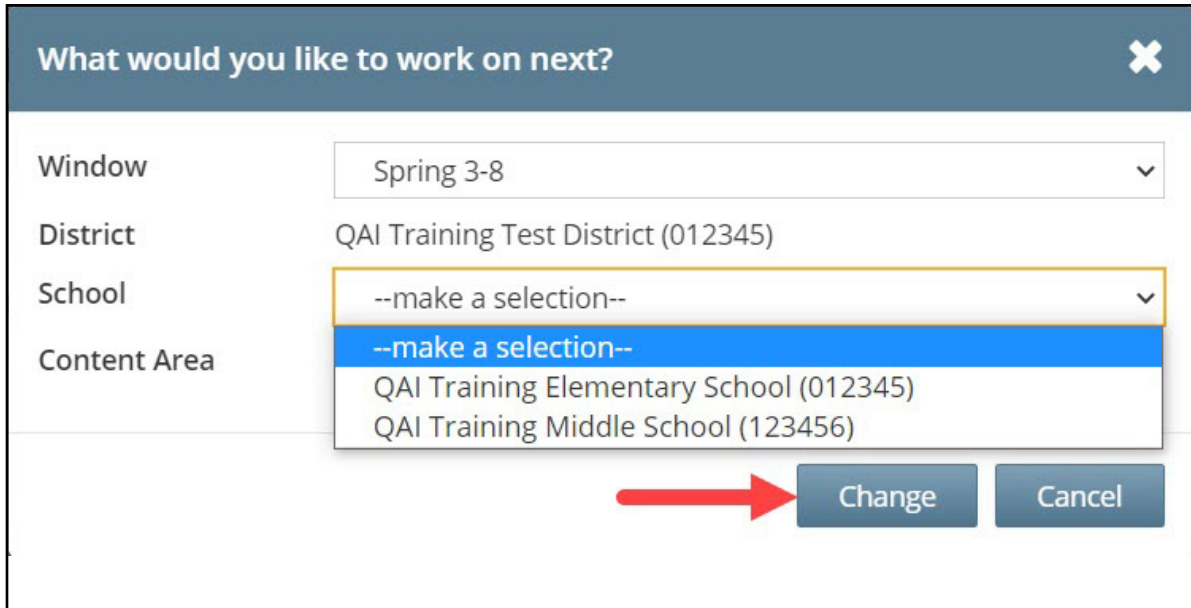 What would you like to work on next?
Window
Spring 3-8
District
QAI Training Test District (012345)
School
--make a selection--
--make a selection--
Content Area
QAI Training Elementary School (012345)
QAI Training Middle School (123456)
Change
Cancel